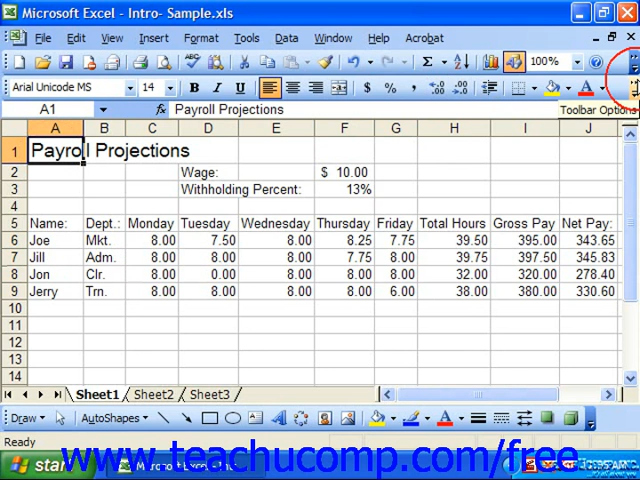 Microsoft Excel - Intro- Sample.xls
File Edit View Insert Format Tools Data Window Help Acrobat
100%
Arial Unicode MS 14 B I U $ % ,
A1 fx Payroll Projections
Toolbar Options
A B C D E F G H I J
1 Payroll Projections
2 Wage: $ 10.00
3 Withholding Percent: 13%
4
5 Name: Dept.: Monday Tuesday Wednesday Thursday Friday Total Hours Gross Pay Net Pay:
6 Joe Mkt. 8.00 7.50 8.00 8.25 7.75 39.50 395.00 343.65
7 Jill Adm. 8.00 8.00 8.00 7.75 8.00 39.75 397.50 345.83
8 Jon Clr. 8.00 0.00 8.00 8.00 8.00 32.00 320.00 278.40
9 Jerry Trn. 8.00 8.00 8.00 8.00 6.00 38.00 380.00 330.60
10
11
12
13
14
Sheet1 Sheet2 Sheet3
Draw AutoShapes
Ready
start Microsoft Excel
www.teachucomp.com/free